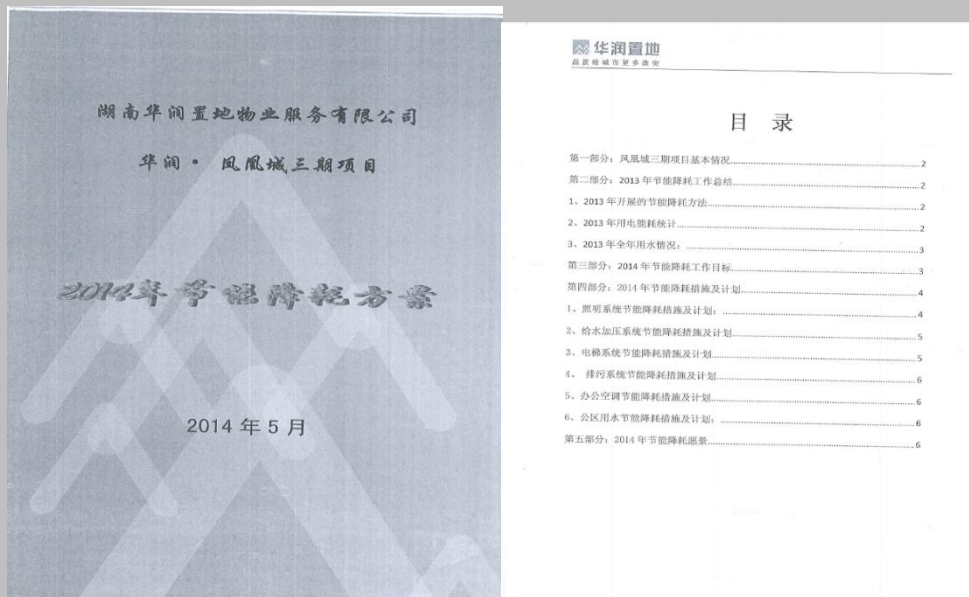 湖南华润置地物业服务有限公司
华润· 凤凰城三期项目
2014年节能降耗方案
2014 年 5 月
华润置地
品质给城市更多改变
目 录
第一部分：凤凰城三期项目基本情况........2
第二部分：2013 年节能降耗工作总结........2
1、2013 年开展的节能降耗方法........2
2、2013 年用电能耗统计........2
3、2013 年全年用水情况：........3
第三部分：2014 年节能降耗工作目标........3
第四部分：2014 年节能降耗措施及计划........4
1、照明系统节能降耗措施及计划：........4
2、给水加压系统节能降耗措施及计划........5
3、电梯系统节能降耗措施及计划........5
4、 排污系统节能降耗措施及计划........6
5、办公空调节能降耗措施及计划........6
6、公区用水节能降耗措施及计划：........6
第五部分：2014 年节能降耗愿景........6